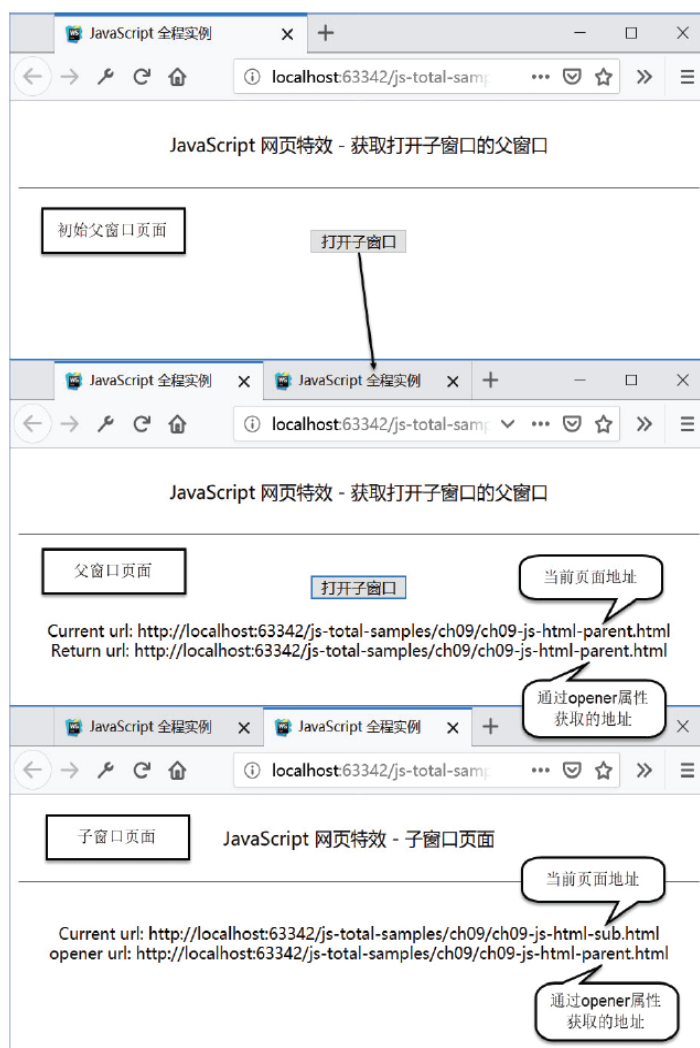 JavaScript 全程实例
localhost:63342/js-total-samp
JavaScript 网页特效 - 获取打开子窗口的父窗口
初始父窗口页面
打开子窗口
JavaScript 全程实例
JavaScript 全程实例
localhost:63342/js-total-samp
JavaScript 网页特效 - 获取打开子窗口的父窗口
父窗口页面
打开子窗口
当前页面地址
Current url: http://localhost:63342/js-total-samples/ch09/ch09-js-html-parent.html
Return url: http://localhost:63342/js-total-samples/ch09/ch09-js-html-parent.html
通过opener属性
获取的地址
JavaScript 全程实例
JavaScript 全程实例
localhost:63342/js-total-samp
子窗口页面
JavaScript 网页特效 - 子窗口页面
当前页面地址
Current url: http://localhost:63342/js-total-samples/ch09/ch09-js-html-sub.html
opener url: http://localhost:63342/js-total-samples/ch09/ch09-js-html-parent.html
通过opener属性
获取的地址